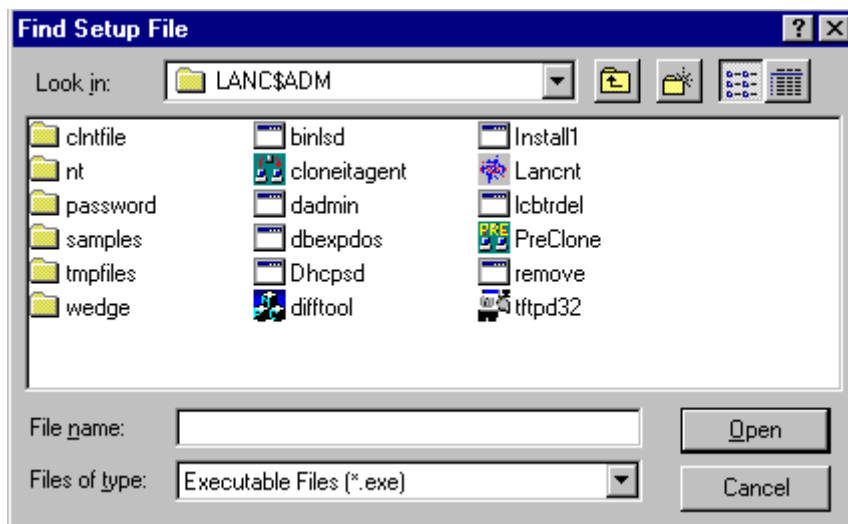 Find Setup File
Look in: LANC$ADM
clntfile binlsd Install1
nt cloneitagent Lancnt
password dadmin lcbtrdel
samples dbexpdos PRE PreClone
tmpfiles Dhcpsd remove
wedge difftool tftpd32
File name: Open
Files of type: Executable Files (*.exe) Cancel